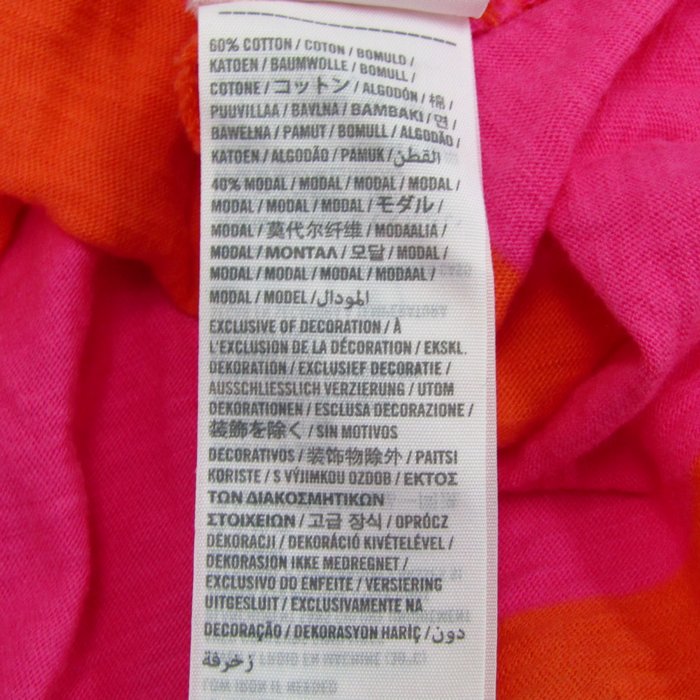 60% COTTON / COTON / BOMULD /
KATOEN / BAUMWOLLE / BOMULL /
COTONE / コットン / ALGODÓN / 棉 /
PUUVILLAA / BAVLNA / ΒΑΜΒΑΚΙ / 면 /
BAWEŁNA / PAMUT / BOMULL / ALGODÃO /
KATOEN / ALGODÃO / PAMUK / القطن
40% MODAL / MODAL / MODAL / MODAL /
MODAL / MODAL / MODAL / モダル /
MODAL / 莫代尔纤维 / MODAALIA /
MODAL / ΜΟΝΤΑΛ / 모달 / MODAL /
MODAL / MODAL / MODAL / MODAAL /
MODAL / MODEL / المودال
EXCLUSIVE OF DECORATION / À
L'EXCLUSION DE LA DÉCORATION / EKSKL.
DEKORATION / EXCLUSIEF DECORATIE /
AUSSCHLIESSLICH VERZIERUNG / UTOM
DEKORATIONEN / ESCLUSA DECORAZIONE /
装飾を除く / SIN MOTIVOS
DECORATIVOS / 装饰物除外 / PAITSI
KORISTE / S VÝJIMKOU OZDOB / ΕΚΤΟΣ
ΤΩΝ ΔΙΑΚΟΣΜΗΤΙΚΩΝ
ΣΤΟΙΧΕΙΩΝ / 고급 장식 / OPRÓCZ
DEKORACJI / DEKORÁCIÓ KIVÉTELÉVEL /
DEKORASJON IKKE MEDREGNET /
EXCLUSIVO DO ENFEITE / VERSIERING
UITGESLUIT / EXCLUSIVAMENTE NA
DECORAÇÃO / DEKORASYON HARİÇ / دون
زخرفة